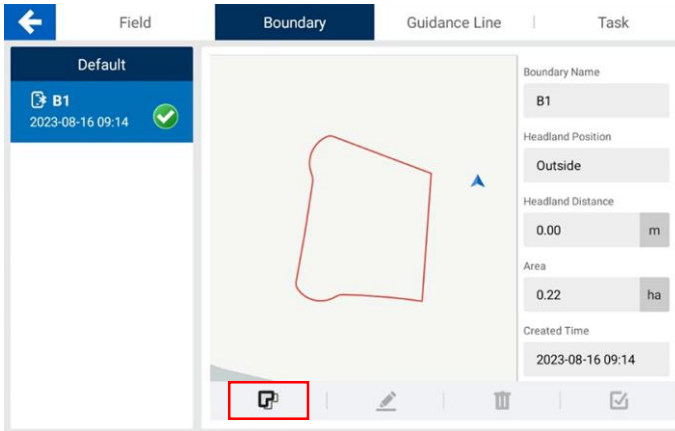 Field
Boundary
Guidance Line
Task
Default
B1
2023-08-16 09:14
Boundary Name
B1
Headland Position
Outside
Headland Distance
0.00 m
Area
0.22 ha
Created Time
2023-08-16 09:14